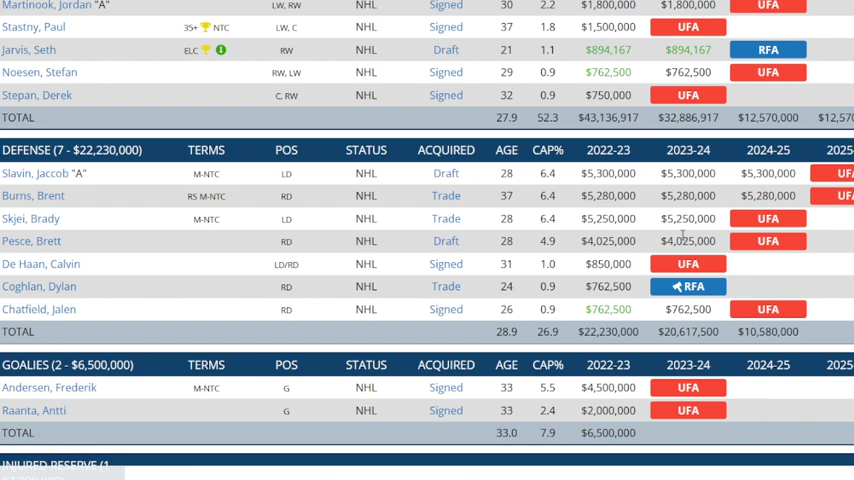 Martinook, Jordan "A" LW, RW NHL Signed 30 2.2 $1,800,000 $1,800,000 UFA
Stastny, Paul 35+ NTC LW, C NHL Signed 37 1.8 $1,500,000 UFA
Jarvis, Seth ELC RW NHL Draft 21 1.1 $894,167 $894,167 RFA
Noesen, Stefan RW, LW NHL Signed 29 0.9 $762,500 $762,500 UFA
Stepan, Derek C, RW NHL Signed 32 0.9 $750,000 UFA
TOTAL 27.9 52.3 $43,136,917 $32,886,917 $12,570,000 $12,570
DEFENSE (7 - $22,230,000) TERMS POS STATUS ACQUIRED AGE CAP% 2022-23 2023-24 2024-25 2025-
Slavin, Jaccob "A" M-NTC LD NHL Draft 28 6.4 $5,300,000 $5,300,000 $5,300,000 UFA
Burns, Brent RS M-NTC RD NHL Trade 37 6.4 $5,280,000 $5,280,000 $5,280,000 UFA
Skjei, Brady M-NTC LD NHL Trade 28 6.4 $5,250,000 $5,250,000 UFA
Pesce, Brett RD NHL Draft 28 4.9 $4,025,000 $4,025,000 UFA
De Haan, Calvin LD/RD NHL Signed 31 1.0 $850,000 UFA
Coghlan, Dylan RD NHL Trade 24 0.9 $762,500 RFA
Chatfield, Jalen RD NHL Signed 26 0.9 $762,500 $762,500 UFA
TOTAL 28.9 26.9 $22,230,000 $20,617,500 $10,580,000
GOALIES (2 - $6,500,000) TERMS POS STATUS ACQUIRED AGE CAP% 2022-23 2023-24 2024-25 2025-
Andersen, Frederik M-NTC G NHL Signed 33 5.5 $4,500,000 UFA
Raanta, Antti G NHL Signed 33 2.4 $2,000,000 UFA
TOTAL 33.0 7.9 $6,500,000
INJURED RESERVE (1